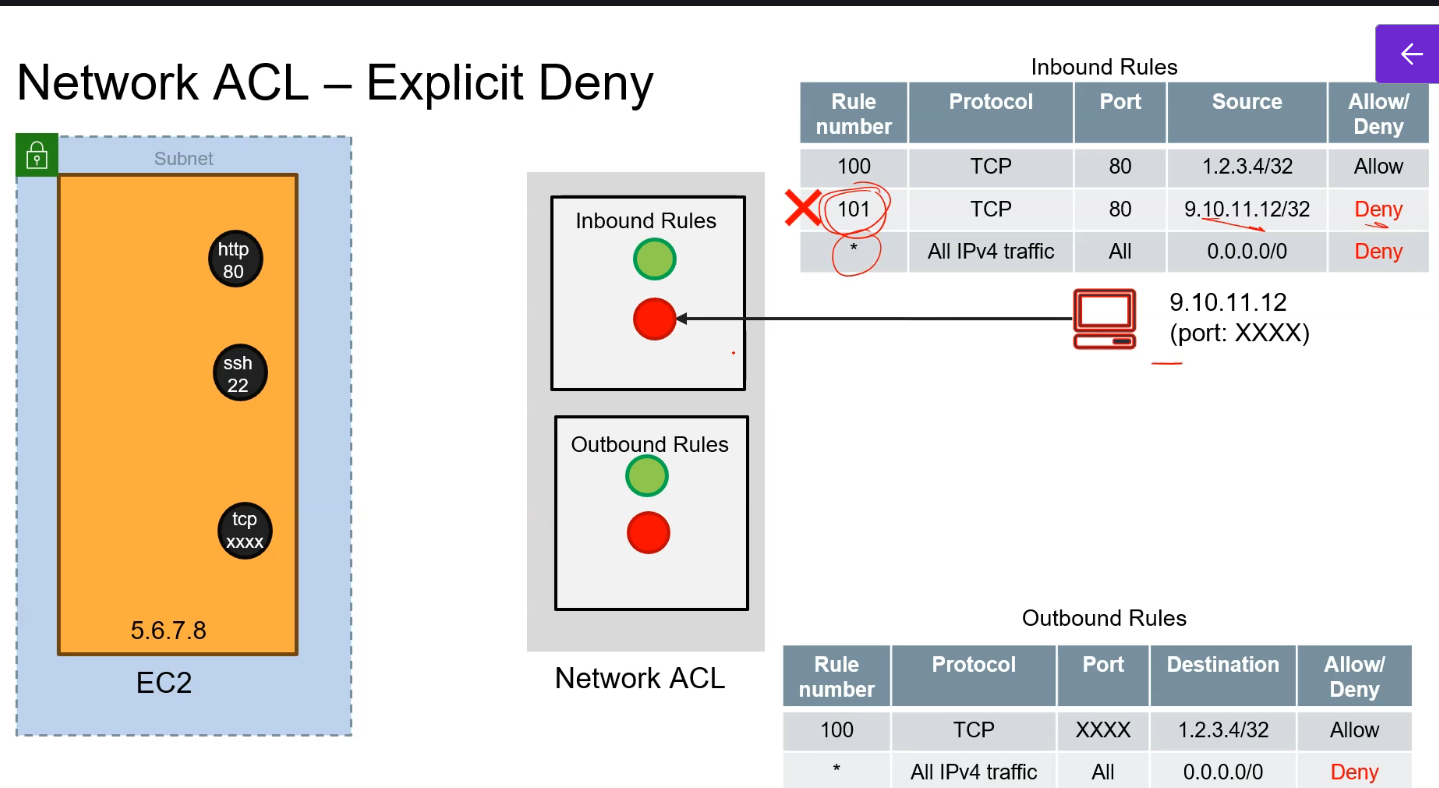 Network ACL – Explicit Deny
Subnet
http
80
ssh
22
tcp
xxxx
5.6.7.8
EC2
Inbound Rules
Outbound Rules
Network ACL
Inbound Rules
Rule number Protocol Port Source Allow/ Deny
100 TCP 80 1.2.3.4/32 Allow
101 TCP 80 9.10.11.12/32 Deny
* All IPv4 traffic All 0.0.0.0/0 Deny
9.10.11.12
(port: XXXX)
Outbound Rules
Rule number Protocol Port Destination Allow/ Deny
100 TCP XXXX 1.2.3.4/32 Allow
* All IPv4 traffic All 0.0.0.0/0 Deny